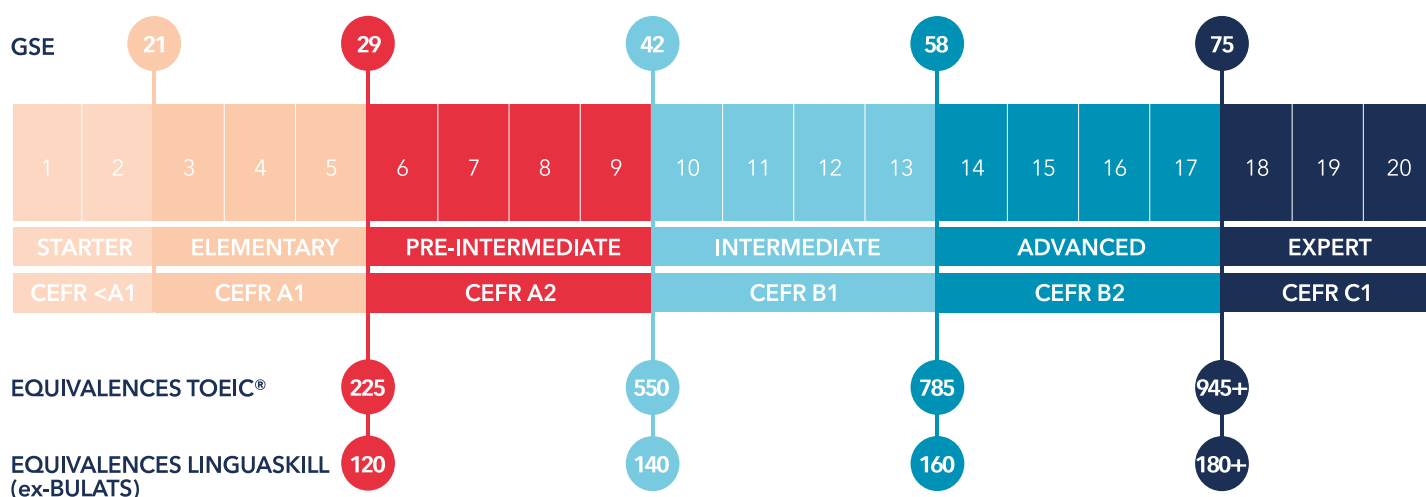 GSE 21 29 42 58 75
1 2 3 4 5 6 7 8 9 10 11 12 13 14 15 16 17 18 19 20
STARTER ELEMENTARY PRE-INTERMEDIATE INTERMEDIATE ADVANCED EXPERT
CEFR <A1 CEFR A1 CEFR A2 CEFR B1 CEFR B2 CEFR C1
EQUIVALENCES TOEIC® 225 550 785 945+
EQUIVALENCES LINGUASKILL 120 140 160 180+
(ex-BULATS)